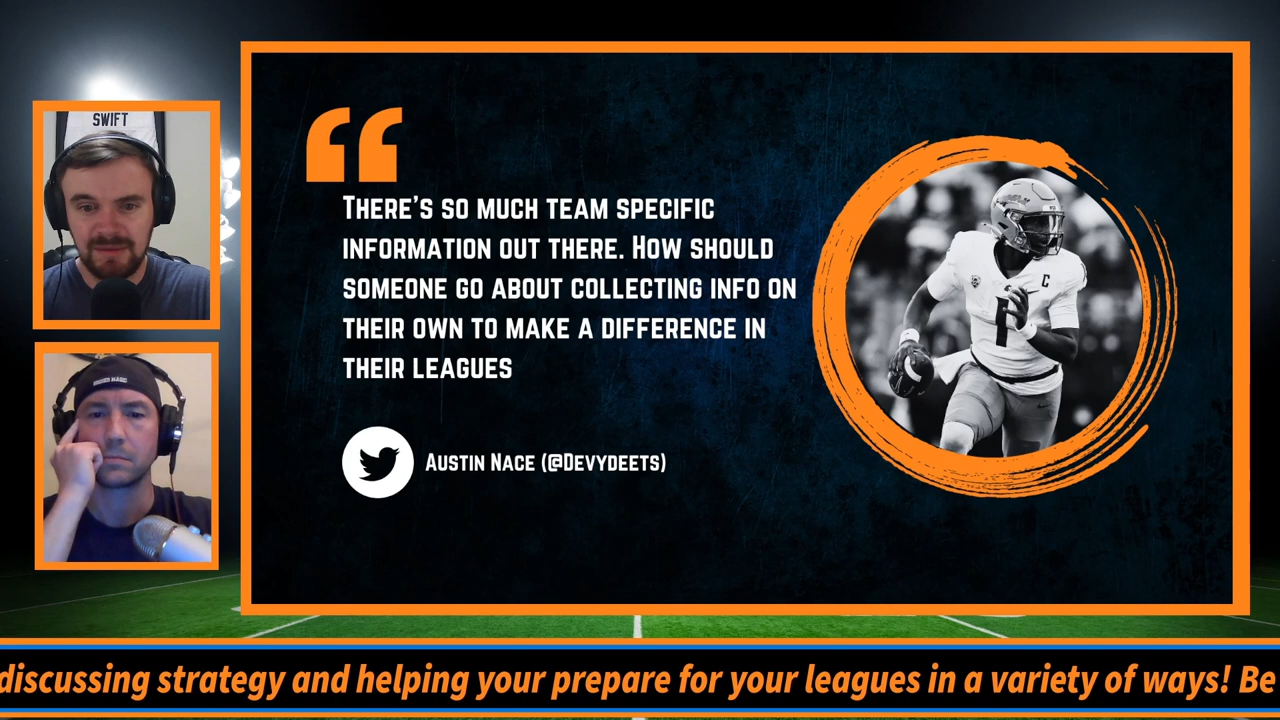 SWIFT
There's so much team specific
information out there. How should
someone go about collecting info on
their own to make a difference in
their leagues
Austin Nace (@Devydeets)
C
1
discussing strategy and helping your prepare for your leagues in a variety of ways! Be